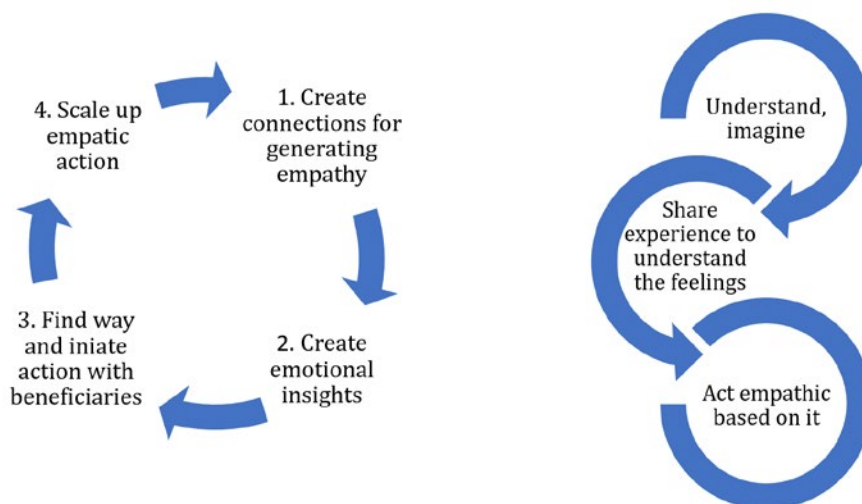 1. Create
connections for
generating
empathy
2. Create
emotional
insights
3. Find way
and iniate
action with
beneficiaries
4. Scale up
empatic
action
Understand,
imagine
Share
experience to
understand
the feelings
Act empathic
based on it